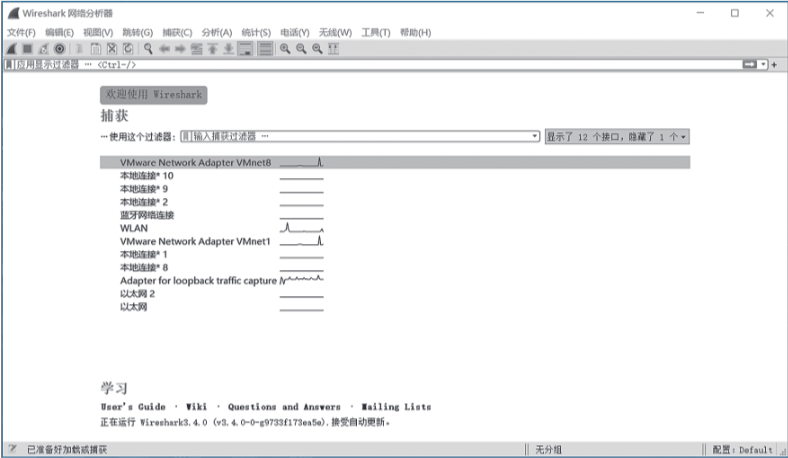 Wireshark 网络分析器
文件(F) 编辑(E) 视图(V) 跳转(G) 捕获(C) 分析(A) 统计(S) 电话(Y) 无线(W) 工具(T) 帮助(H)
应用显示过滤器 … <Ctrl-/>
欢迎使用 Wireshark
捕获
…使用这个过滤器: 输入捕获过滤器 … 显示了 12 个接口，隐藏了 1 个
VMware Network Adapter VMnet8
本地连接* 10
本地连接* 9
本地连接* 2
蓝牙网络连接
WLAN
VMware Network Adapter VMnet1
本地连接* 1
本地连接* 8
Adapter for loopback traffic capture
以太网 2
以太网
学习
User's Guide · Wiki · Questions and Answers · Mailing Lists
正在运行 Wireshark3.4.0 (v3.4.0-0-g9733f173ea5e).接受自动更新。
已准备好加载或捕获 无分组 配置: Default